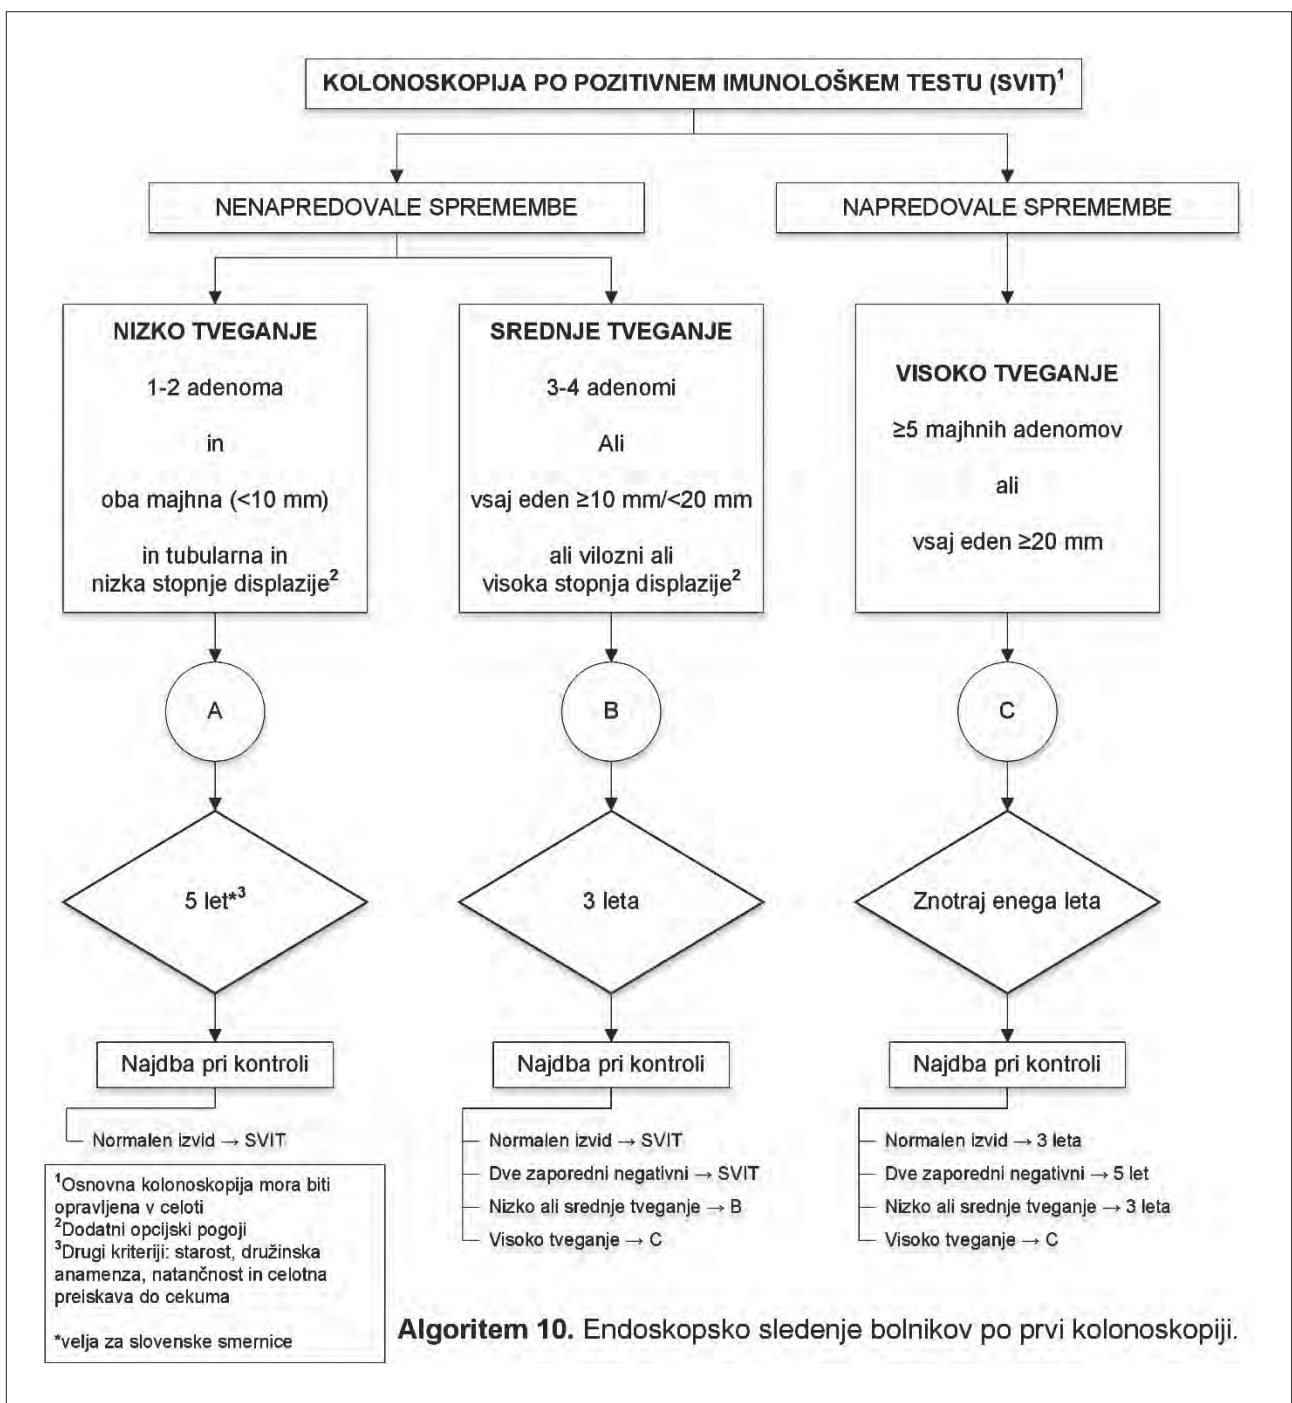 KOLONOSKOPIJA PO POZITIVNEM IMUNOLOŠKEM TESTU (SVIT)¹
NENAPREDOVALE SPREMEMBE
NAPREDOVALE SPREMEMBE
NIZKO TVEGANJE
1-2 adenoma
in
oba majhna (<10 mm)
in tubularna in
nizka stopnje displazije²
SREDNJE TVEGANJE
3-4 adenomi
Ali
vsaj eden ≥10 mm/<20 mm
ali vilozni ali
visoka stopnja displazije²
VISOKO TVEGANJE
≥5 majhnih adenomov
ali
vsaj eden ≥20 mm
A
B
C
5 let*³
3 leta
Znotraj enega leta
Najdba pri kontroli
Normalen izvid → SVIT
Najdba pri kontroli
Normalen izvid → SVIT
Dve zaporedni negativni → SVIT
Nizko ali srednje tveganje → B
Visoko tveganje → C
Najdba pri kontroli
Normalen izvid → 3 leta
Dve zaporedni negativni → 5 let
Nizko ali srednje tveganje → 3 leta
Visoko tveganje → C
¹Osnovna kolonoskopija mora biti
opravljena v celoti
²Dodatni opcijski pogoji
³Drugi kriteriji: starost, družinska
anamenza, natančnost in celotna
preiskava do cekuma
*velja za slovenske smernice
Algoritem 10. Endoskopsko sledenje bolnikov po prvi kolonoskopiji.